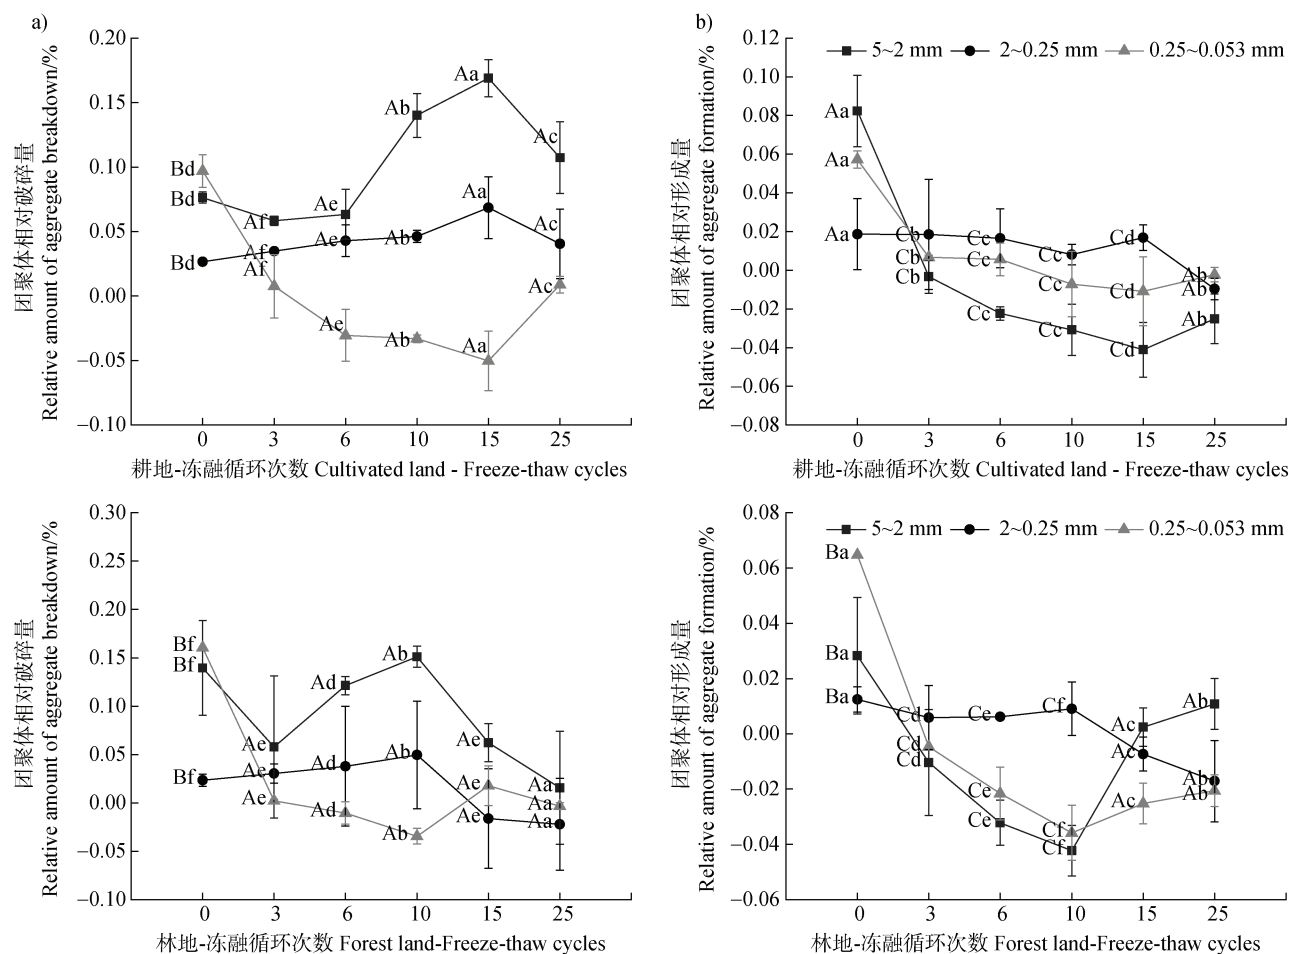 a)
团聚体相对破碎量
Relative amount of aggregate breakdown/%
0.20
0.15
0.10
0.05
0.00
–0.05
–0.10
Bd
Bd
Bd
Af
Af
Af
Ae
Ae
Ae
Ab
Ab
Ab
Aa
Aa
Aa
Ac
Ac
Ac
0 3 6 10 15 25
耕地-冻融循环次数 Cultivated land - Freeze-thaw cycles
b)
团聚体相对形成量
Relative amount of aggregate formation/%
0.12
0.10
0.08
0.06
0.04
0.02
0.00
–0.02
–0.04
–0.06
–0.08
5~2 mm 2~0.25 mm 0.25~0.053 mm
Aa
Aa
Aa
Cb
Cb
Cb
Cc
Cc
Cc
Cc
Cc
Cc
Cd
Cd
Cd
Ab
Ab
Ab
0 3 6 10 15 25
耕地-冻融循环次数 Cultivated land - Freeze-thaw cycles
团聚体相对破碎量
Relative amount of aggregate breakdown/%
0.30
0.25
0.20
0.15
0.10
0.05
0.00
–0.05
–0.10
Bf
Bf
Bf
Ae
Ae
Ae
Ad
Ad
Ad
Ab
Ab
Ab
Ae
Ae
Ae
Aa
Aa
Aa
0 3 6 10 15 25
林地-冻融循环次数 Forest land-Freeze-thaw cycles
团聚体相对形成量
Relative amount of aggregate formation/%
0.08
0.06
0.04
0.02
0.00
–0.02
–0.04
–0.06
5~2 mm 2~0.25 mm 0.25~0.053 mm
Ba
Ba
Ba
Cd
Cd
Cd
Ce
Ce
Ce
Cf
Cf
Cf
Ac
Ac
Ac
Ab
Ab
Ab
0 3 6 10 15 25
林地-冻融循环次数 Forest land-Freeze-thaw cycles